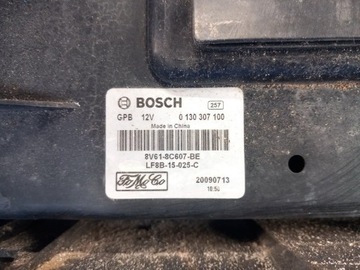 BOSCH 257
GPB 12V 0 130 307 100
Made in China
8V61-8C607-BE
LF8B-15-025-C
FoMoCo 20090713